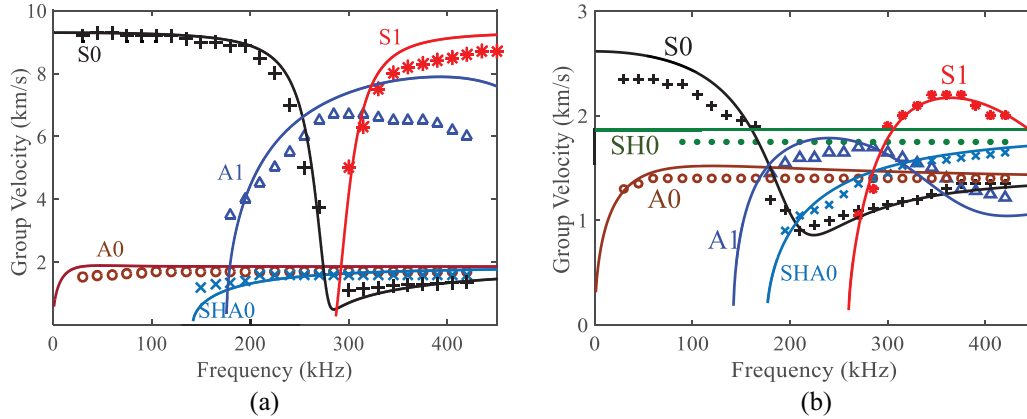 10
8
6
4
2
Group Velocity (km/s)
S0
S1
A1
A0
SHA0
0
100
200
300
400
Frequency (kHz)
(a)
3
2
1
0
Group Velocity (km/s)
S0
S1
SH0
A0
A1
SHA0
0
100
200
300
400
Frequency (kHz)
(b)